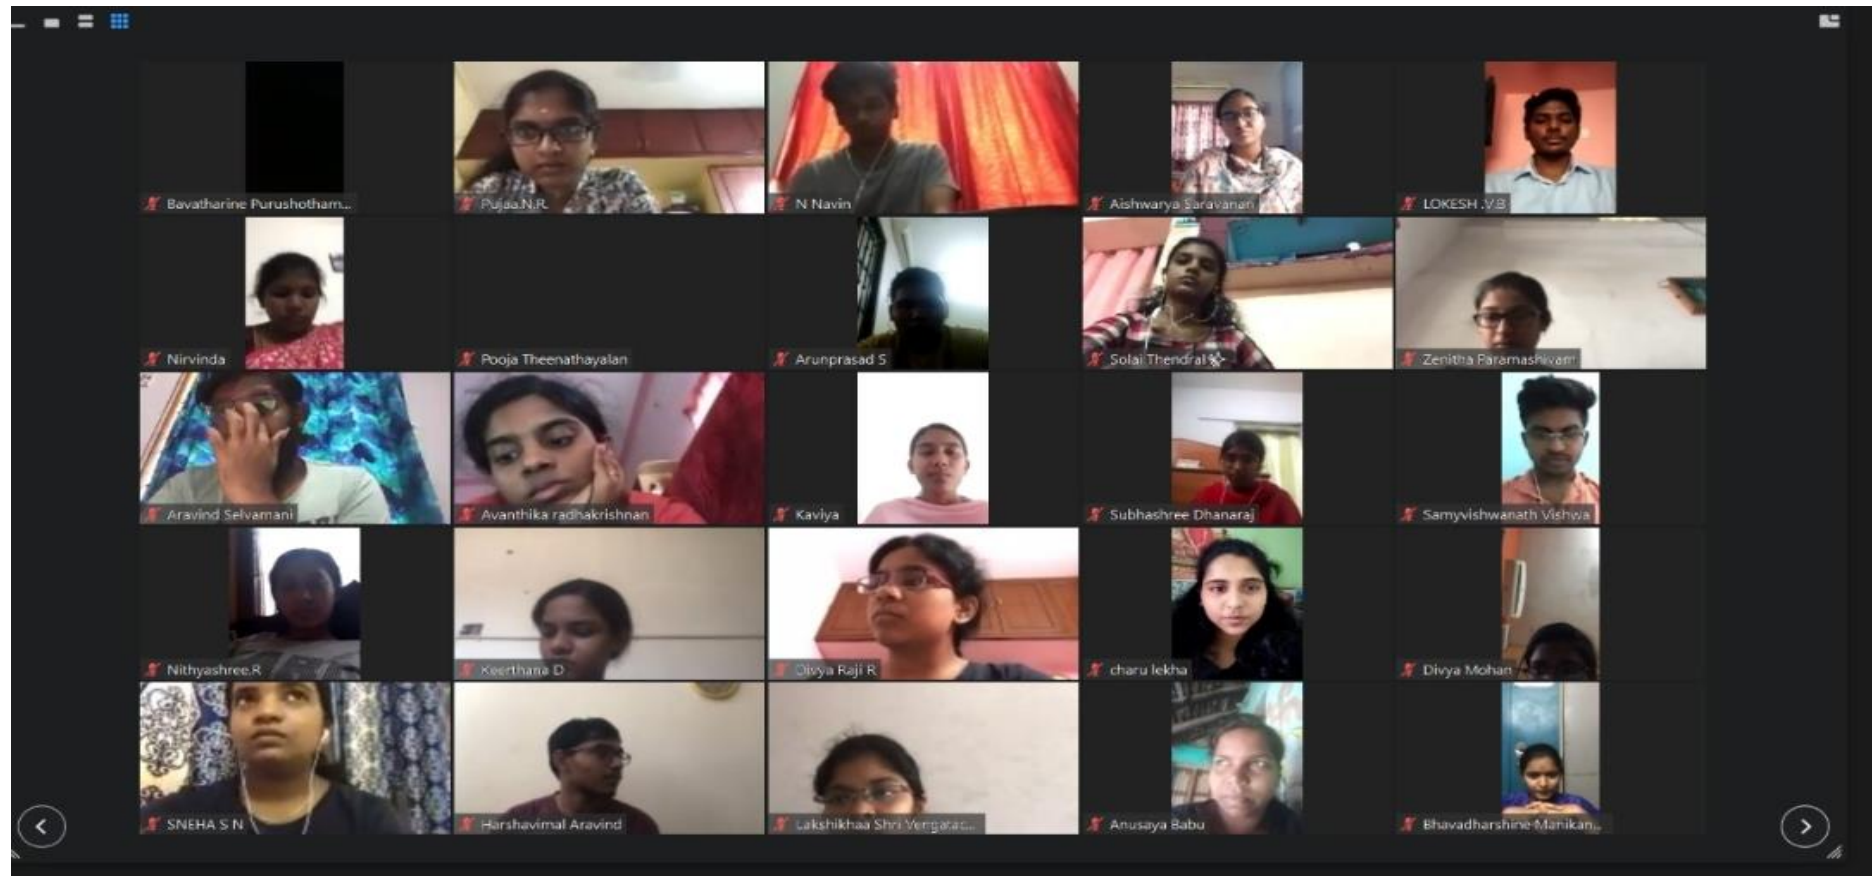 Bavatharine Purushotham...
Pujaa.N.R.
N Navin
Aishwarya Saravanan
LOKESH .V.B
Nirvinda
Pooja Theenathayalan
Arunprasad S
Solai Thendral
Zenitha Paramashivam
Aravind Selvamani
Avanthika radhakrishnan
Kaviya
Subhashree Dhanaraj
Samyvishwanath Vishwa
Nithyashree.R
Keerthana D
Divya Raji R
charu lekha
Divya Mohan
SNEHA S N
Harshavimal Aravind
Lakshikhaa Shri Vengatac...
Anusaya Babu
Bhavadharshine Manikan...